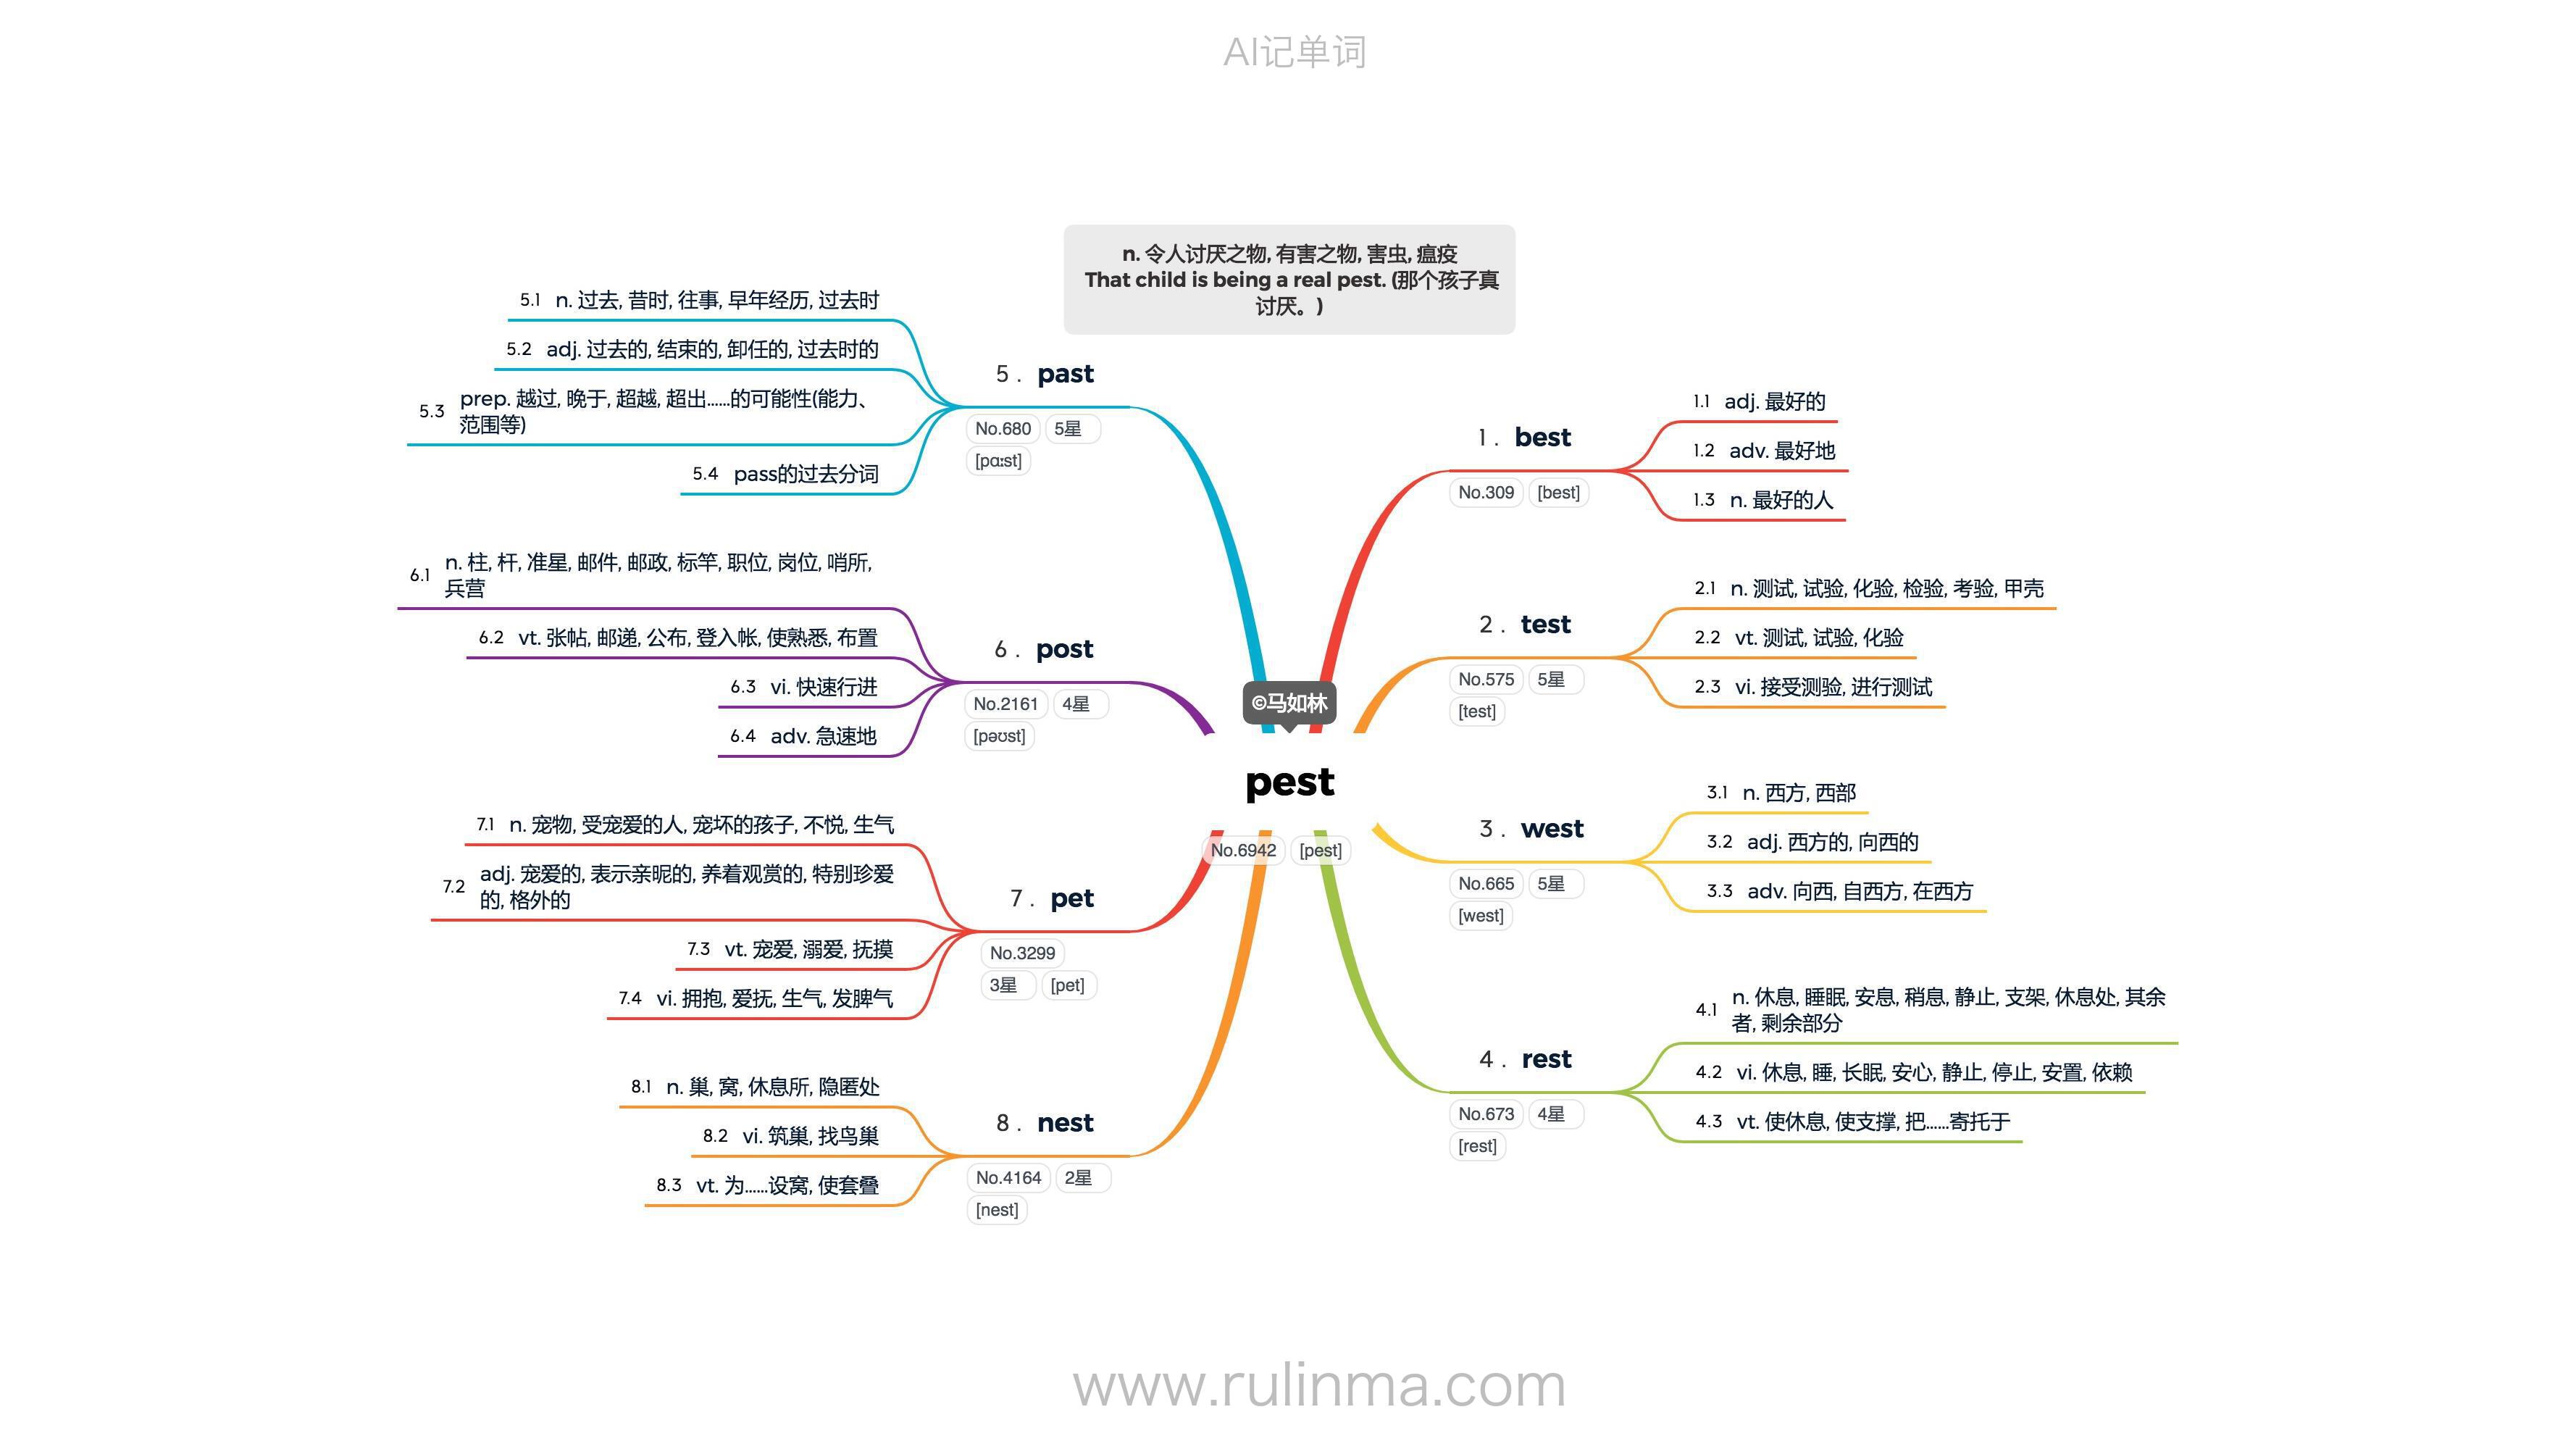 AI记单词
n. 令人讨厌之物, 有害之物, 害虫, 瘟疫
That child is being a real pest. (那个孩子真
讨厌。)
©马如林
pest
No.6942 [pest]
1 . best
No.309 [best]
1.1 adj. 最好的
1.2 adv. 最好地
1.3 n. 最好的人
2 . test
No.575 5星
[test]
2.1 n. 测试, 试验, 化验, 检验, 考验, 甲壳
2.2 vt. 测试, 试验, 化验
2.3 vi. 接受测验, 进行测试
3 . west
No.665 5星
[west]
3.1 n. 西方, 西部
3.2 adj. 西方的, 向西的
3.3 adv. 向西, 自西方, 在西方
4 . rest
No.673 4星
[rest]
4.1 n. 休息, 睡眠, 安息, 稍息, 静止, 支架, 休息处, 其余
者, 剩余部分
4.2 vi. 休息, 睡, 长眠, 安心, 静止, 停止, 安置, 依赖
4.3 vt. 使休息, 使支撑, 把……寄托于
5 . past
No.680 5星
[pɑːst]
5.1 n. 过去, 昔时, 往事, 早年经历, 过去时
5.2 adj. 过去的, 结束的, 卸任的, 过去时的
5.3 prep. 越过, 晚于, 超越, 超出……的可能性(能力、
范围等)
5.4 pass的过去分词
6 . post
No.2161 4星
[pəʊst]
6.1 n. 柱, 杆, 准星, 邮件, 邮政, 标竿, 职位, 岗位, 哨所,
兵营
6.2 vt. 张帖, 邮递, 公布, 登入帐, 使熟悉, 布置
6.3 vi. 快速行进
6.4 adv. 急速地
7 . pet
No.3299
3星 [pet]
7.1 n. 宠物, 受宠爱的人, 宠坏的孩子, 不悦, 生气
7.2 adj. 宠爱的, 表示亲昵的, 养着观赏的, 特别珍爱
的, 格外的
7.3 vt. 宠爱, 溺爱, 抚摸
7.4 vi. 拥抱, 爱抚, 生气, 发脾气
8 . nest
No.4164 2星
[nest]
8.1 n. 巢, 窝, 休息所, 隐匿处
8.2 vi. 筑巢, 找鸟巢
8.3 vt. 为……设窝, 使套叠
www.rulinma.com